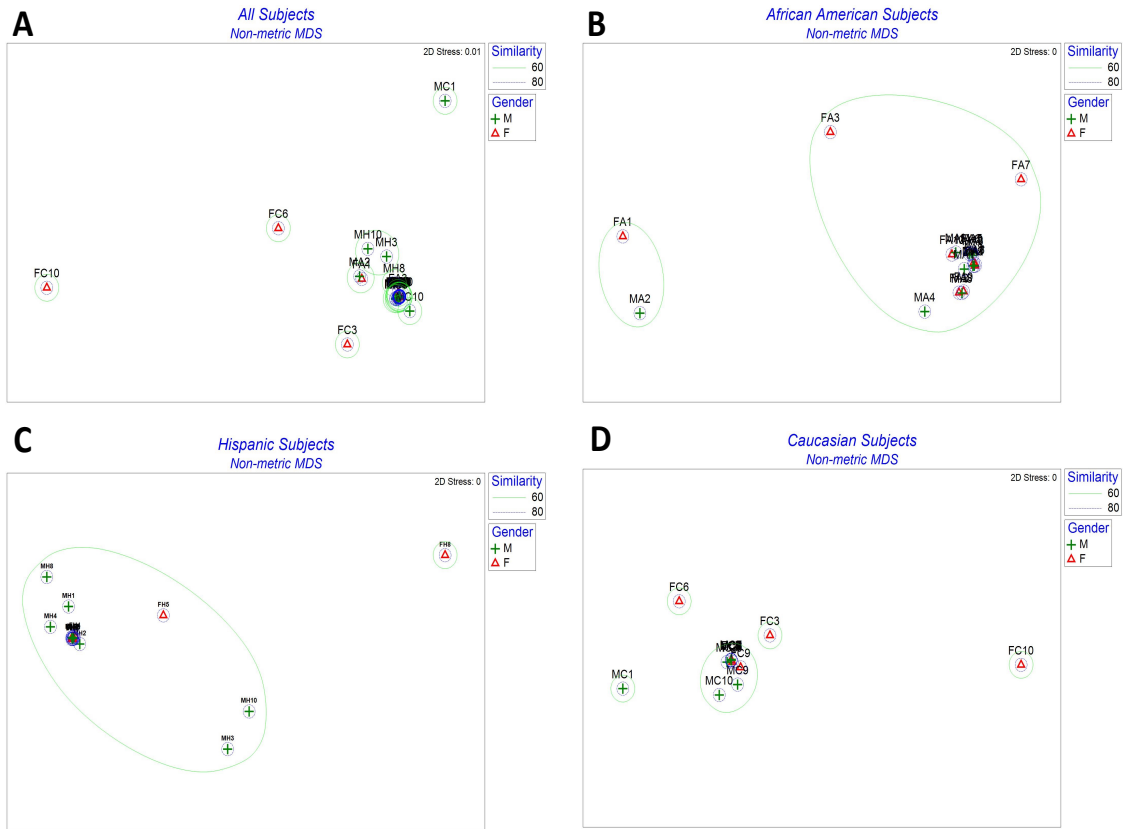 A
All Subjects
Non-metric MDS
2D Stress: 0.01
Similarity
60
80
Gender
M
F
MC1
FC6
MH10
MH3
MH8
FC10
MC10
FC3
B
African American Subjects
Non-metric MDS
2D Stress: 0
Similarity
60
80
Gender
M
F
FA3
FA7
FA1
MA2
MA4
C
Hispanic Subjects
Non-metric MDS
2D Stress: 0
Similarity
60
80
Gender
M
F
FH8
MH8
MH1
FH5
MH4
MH2
MH10
MH3
D
Caucasian Subjects
Non-metric MDS
2D Stress: 0
Similarity
60
80
Gender
M
F
FC6
FC3
FC9
FC10
MC1
MC9
MC10